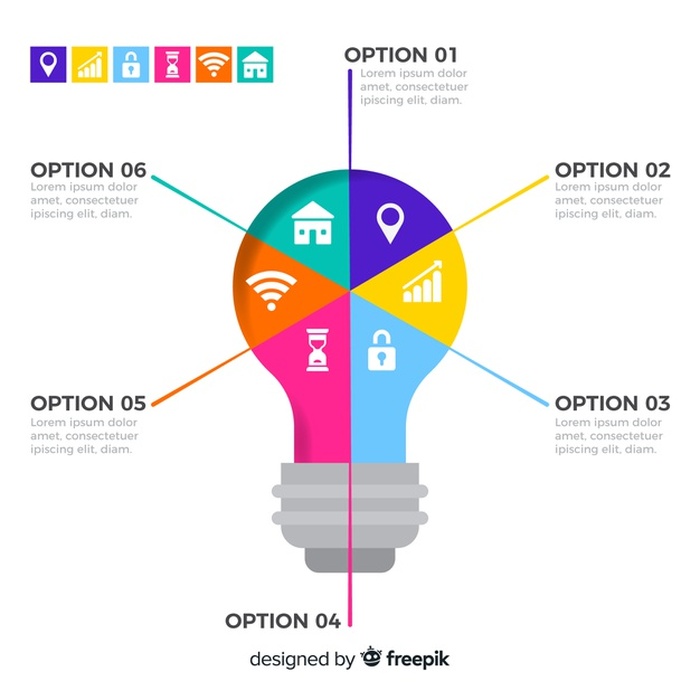 OPTION 01
Lorem ipsum dolor
amet, consectetuer
ipiscing elit, diam.
OPTION 06
Lorem ipsum dolor
amet, consectetuer
ipiscing elit, diam.
OPTION 02
Lorem ipsum dolor
amet, consectetuer
ipiscing elit, diam.
OPTION 05
Lorem ipsum dolor
amet, consectetuer
ipiscing elit, diam.
OPTION 03
Lorem ipsum dolor
amet, consectetuer
ipiscing elit, diam.
OPTION 04
designed by freepik